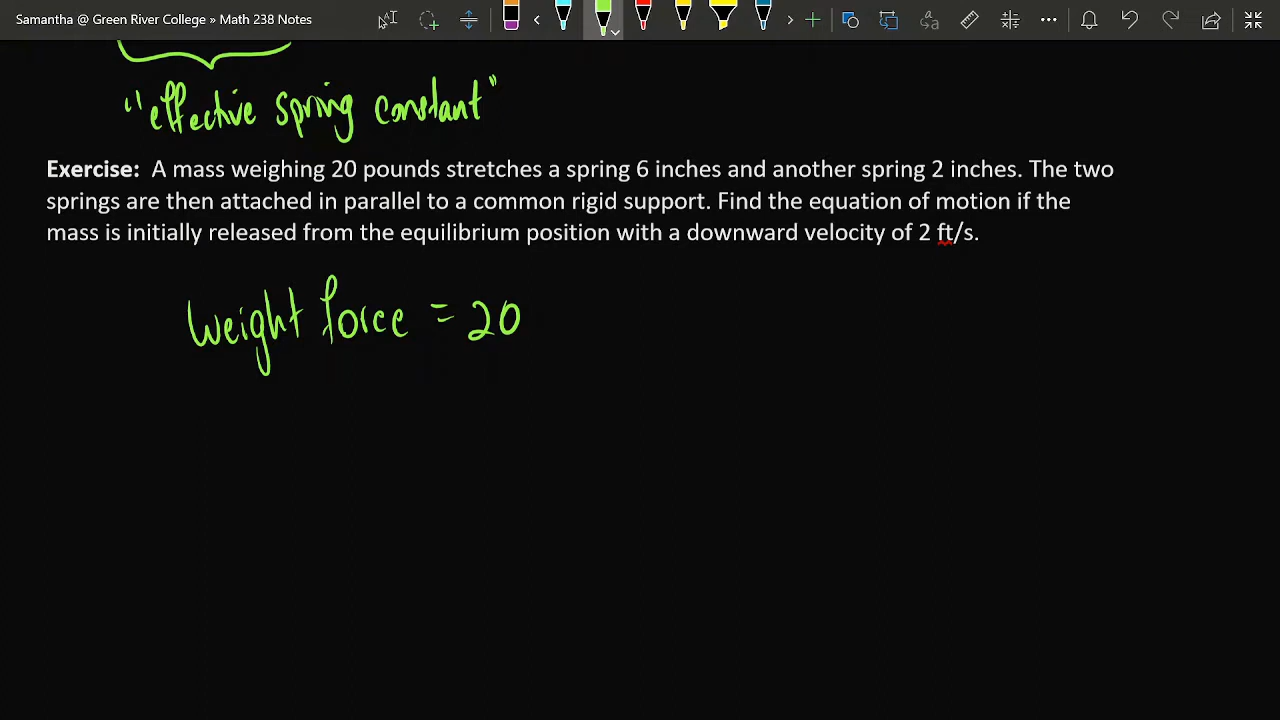 Samantha @ Green River College » Math 238 Notes
"effective spring constant"
Exercise: A mass weighing 20 pounds stretches a spring 6 inches and another spring 2 inches. The two
springs are then attached in parallel to a common rigid support. Find the equation of motion if the
mass is initially released from the equilibrium position with a downward velocity of 2 ft/s.
Weight force = 20